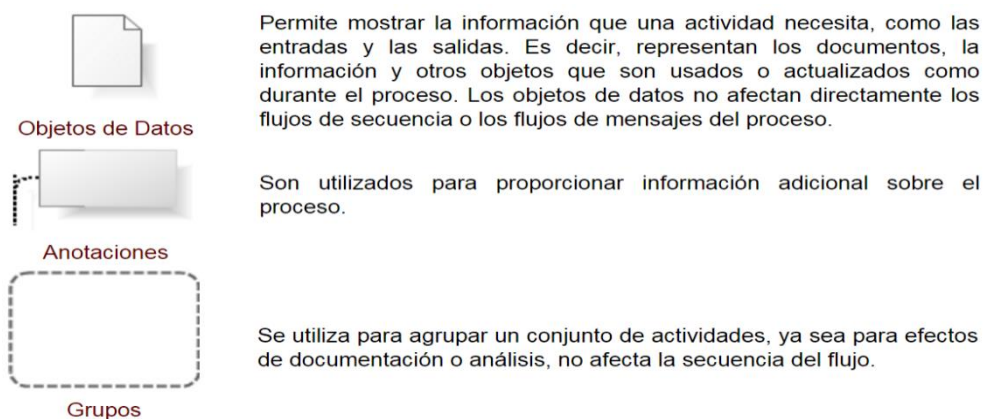 Permite mostrar la información que una actividad necesita, como las
entradas y las salidas. Es decir, representan los documentos, la
información y otros objetos que son usados o actualizados como
durante el proceso. Los objetos de datos no afectan directamente los
flujos de secuencia o los flujos de mensajes del proceso.
Objetos de Datos
Son utilizados para proporcionar información adicional sobre el
proceso.
Anotaciones
Se utiliza para agrupar un conjunto de actividades, ya sea para efectos
de documentación o análisis, no afecta la secuencia del flujo.
Grupos